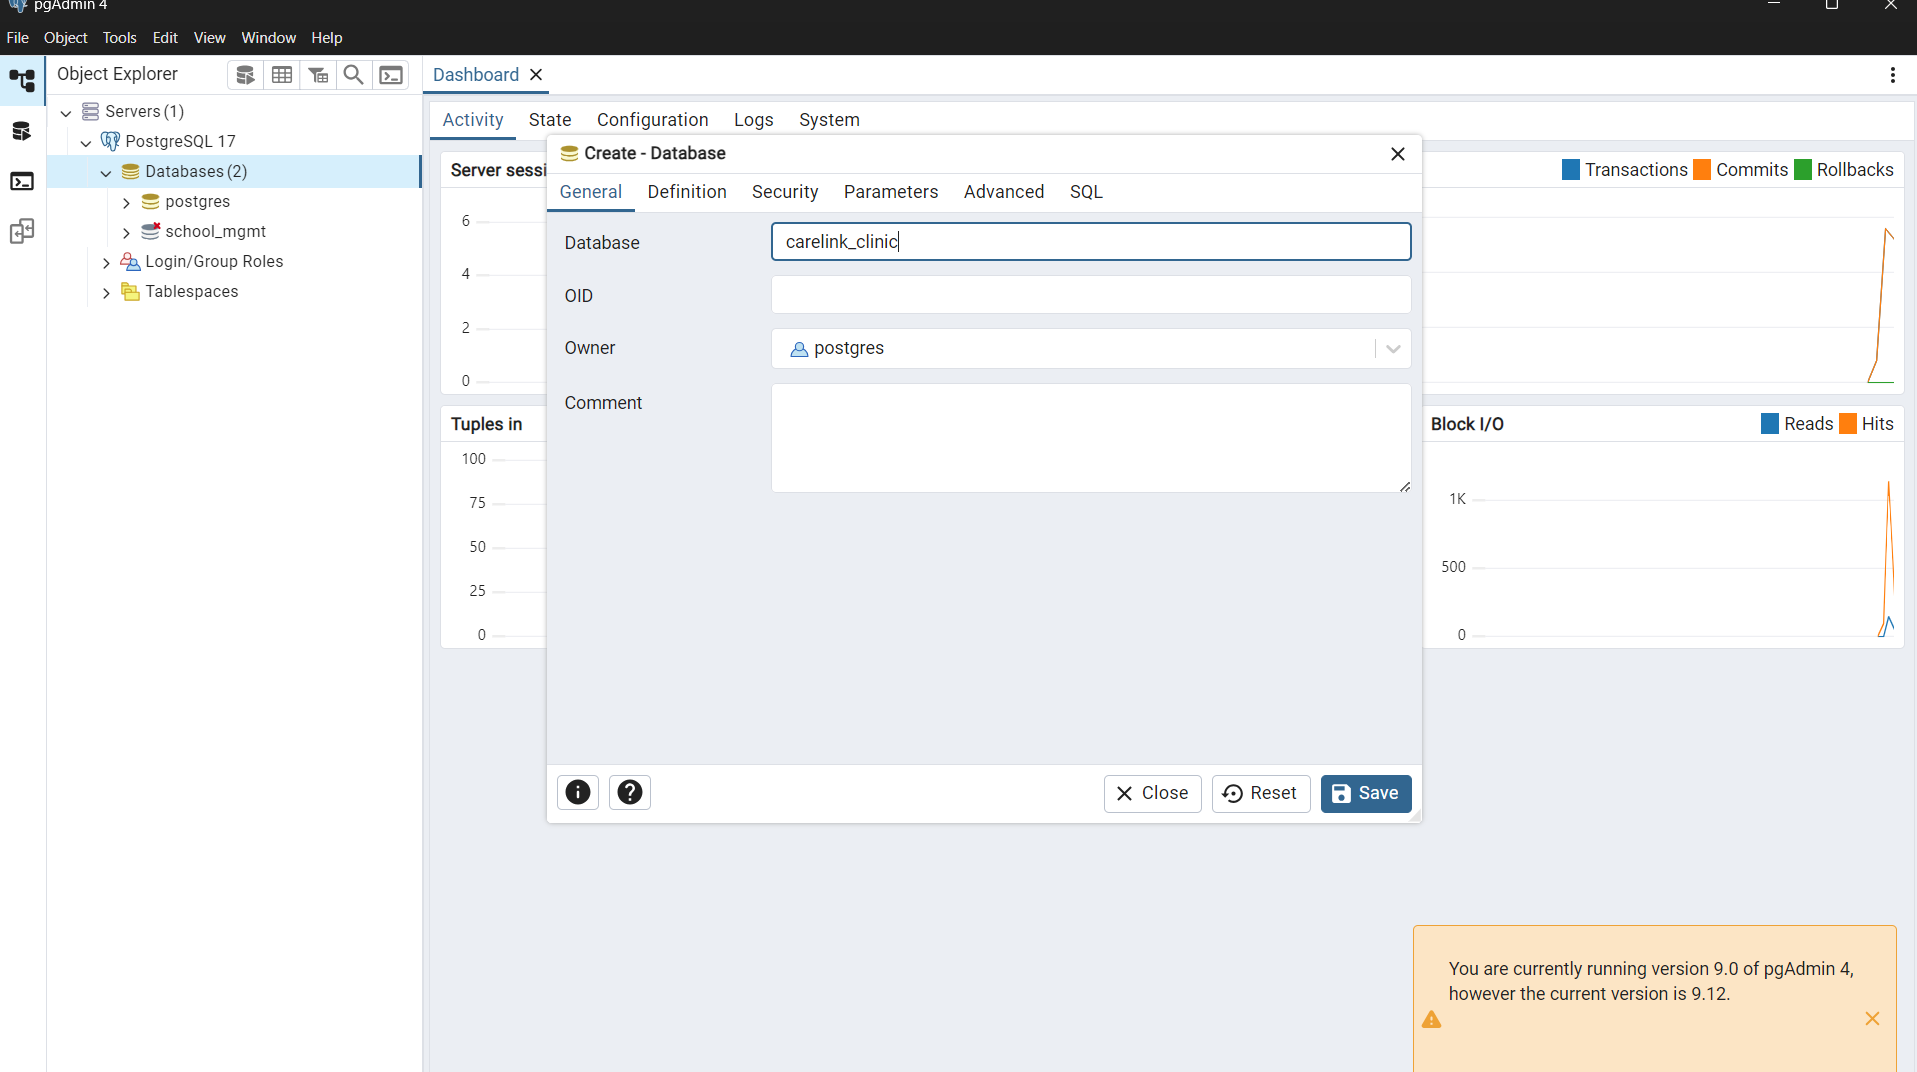 pgAdmin 4
File Object Tools Edit View Window Help
Object Explorer
Dashboard
Servers (1)
PostgreSQL 17
Databases (2)
postgres
school_mgmt
Login/Group Roles
Tablespaces
Activity State Configuration Logs System
Server sessi
Transactions Commits Rollbacks
6
4
2
0
Tuples in
100
75
50
25
0
Create - Database
General Definition Security Parameters Advanced SQL
Database carelink_clinic
OID
Owner postgres
Comment
Close Reset Save
Block I/O Reads Hits
1K
500
0
You are currently running version 9.0 of pgAdmin 4,
however the current version is 9.12.